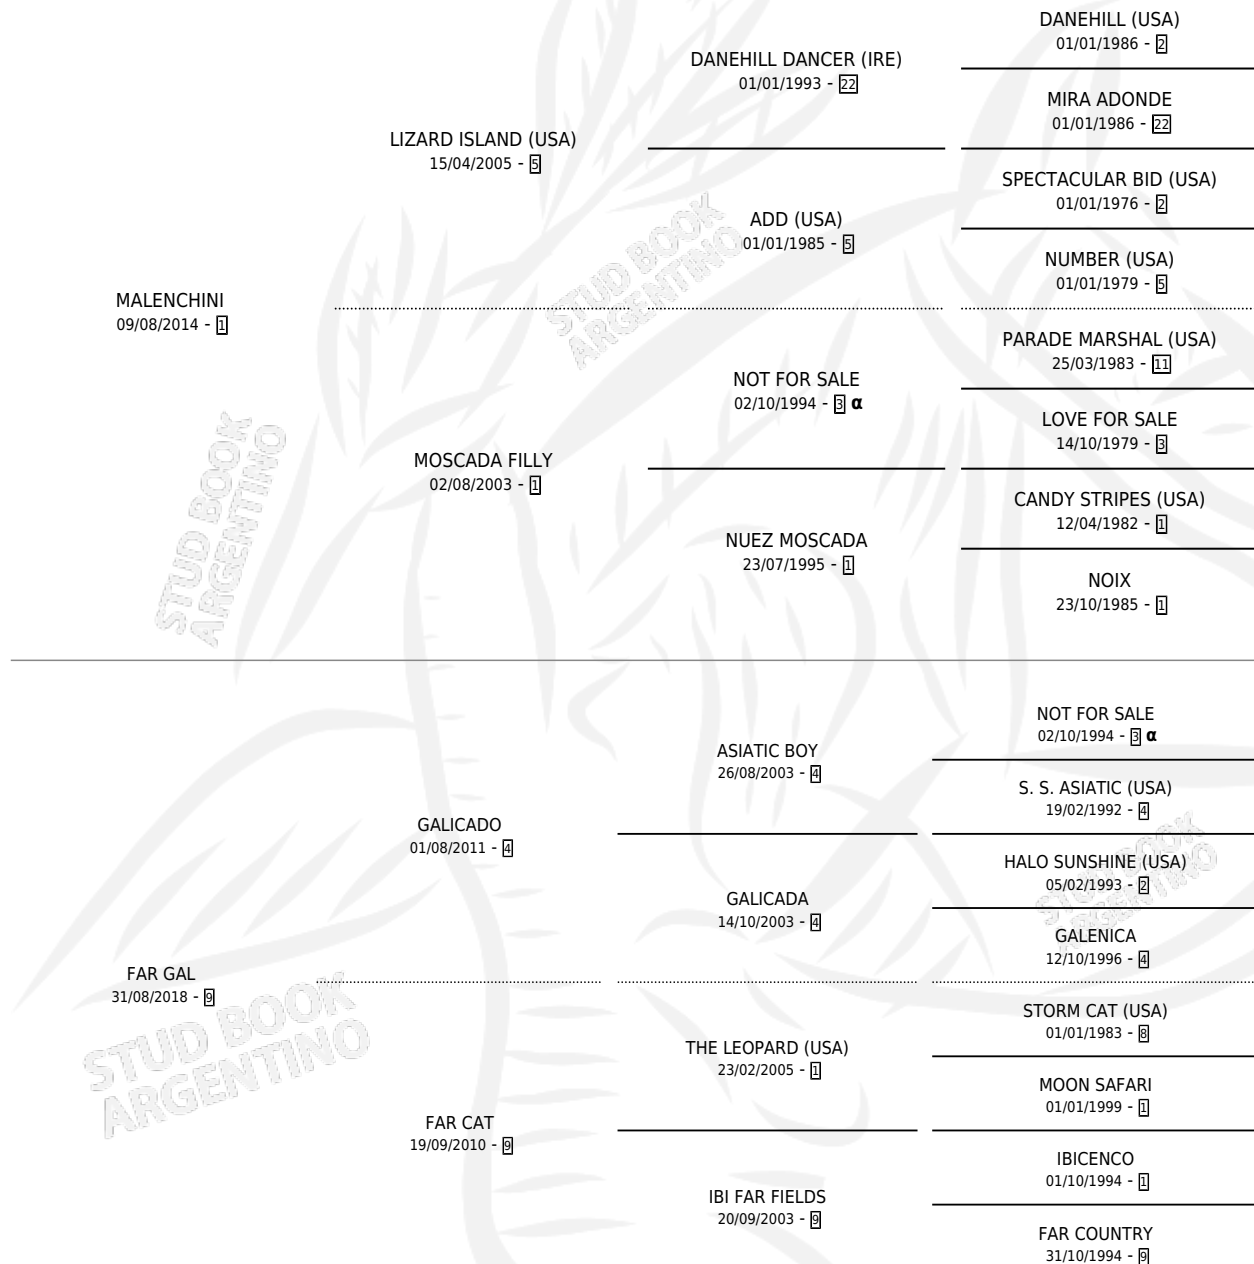 DANEHILL (USA)
01/01/1986 - 2
DANEHILL DANCER (IRE)
01/01/1993 - 22
MIRA ADONDE
01/01/1986 - 22
LIZARD ISLAND (USA)
15/04/2005 - 5
SPECTACULAR BID (USA)
01/01/1976 - 2
ADD (USA)
01/01/1985 - 5
NUMBER (USA)
01/01/1979 - 5
MALENCHINI
09/08/2014 - 1
PARADE MARSHAL (USA)
25/03/1983 - 11
NOT FOR SALE
02/10/1994 - 3 α
LOVE FOR SALE
14/10/1979 - 3
MOSCADA FILLY
02/08/2003 - 1
CANDY STRIPES (USA)
12/04/1982 - 1
NUEZ MOSCADA
23/07/1995 - 1
NOIX
23/10/1985 - 1
NOT FOR SALE
02/10/1994 - 3 α
ASIATIC BOY
26/08/2003 - 4
S. S. ASIATIC (USA)
19/02/1992 - 4
GALICADO
01/08/2011 - 4
HALO SUNSHINE (USA)
05/02/1993 - 2
GALICADA
14/10/2003 - 4
GALENICA
12/10/1996 - 4
FAR GAL
31/08/2018 - 9
STORM CAT (USA)
01/01/1983 - 8
THE LEOPARD (USA)
23/02/2005 - 1
MOON SAFARI
01/01/1999 - 1
FAR CAT
19/09/2010 - 9
IBICENCO
01/10/1994 - 1
IBI FAR FIELDS
20/09/2003 - 9
FAR COUNTRY
31/10/1994 - 9
STUD BOOK
ARGENTINO
STUD BOOK
ARGENTINO
STUD BOOK
ARGENTINO
STUD BOOK
ARGENTINO